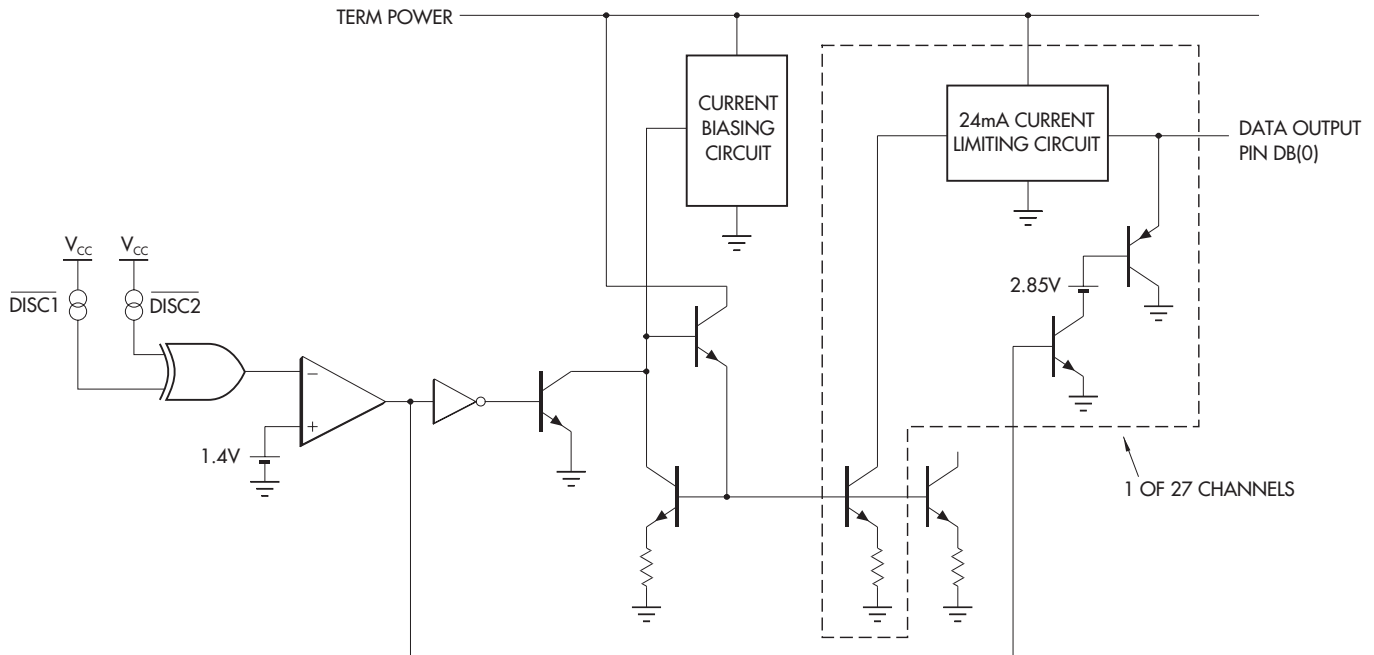 TERM POWER
CURRENT
BIASING
CIRCUIT
24mA CURRENT
LIMITING CIRCUIT
DATA OUTPUT
PIN DB(0)
VCC
VCC
DISC1
DISC2
2.85V
−
+
1.4V
1 OF 27 CHANNELS